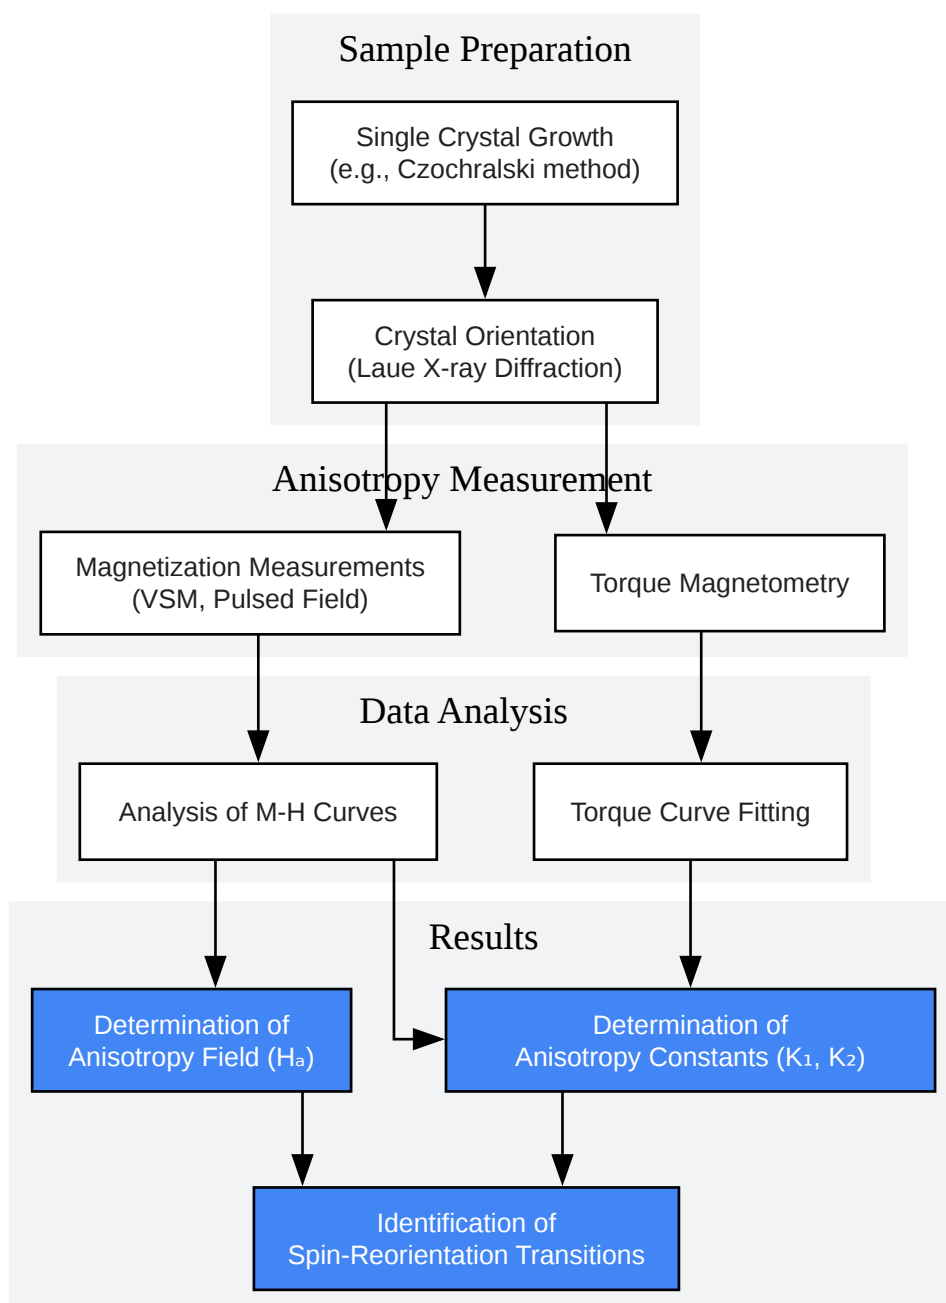 Sample Preparation
Single Crystal Growth
(e.g., Czochralski method)
Crystal Orientation
(Laue X-ray Diffraction)
Anisotropy Measurement
Magnetization Measurements
(VSM, Pulsed Field)
Torque Magnetometry
Data Analysis
Analysis of M-H Curves
Torque Curve Fitting
Results
Determination of
Anisotropy Field (Hₐ)
Determination of
Anisotropy Constants (K₁, K₂)
Identification of
Spin-Reorientation Transitions